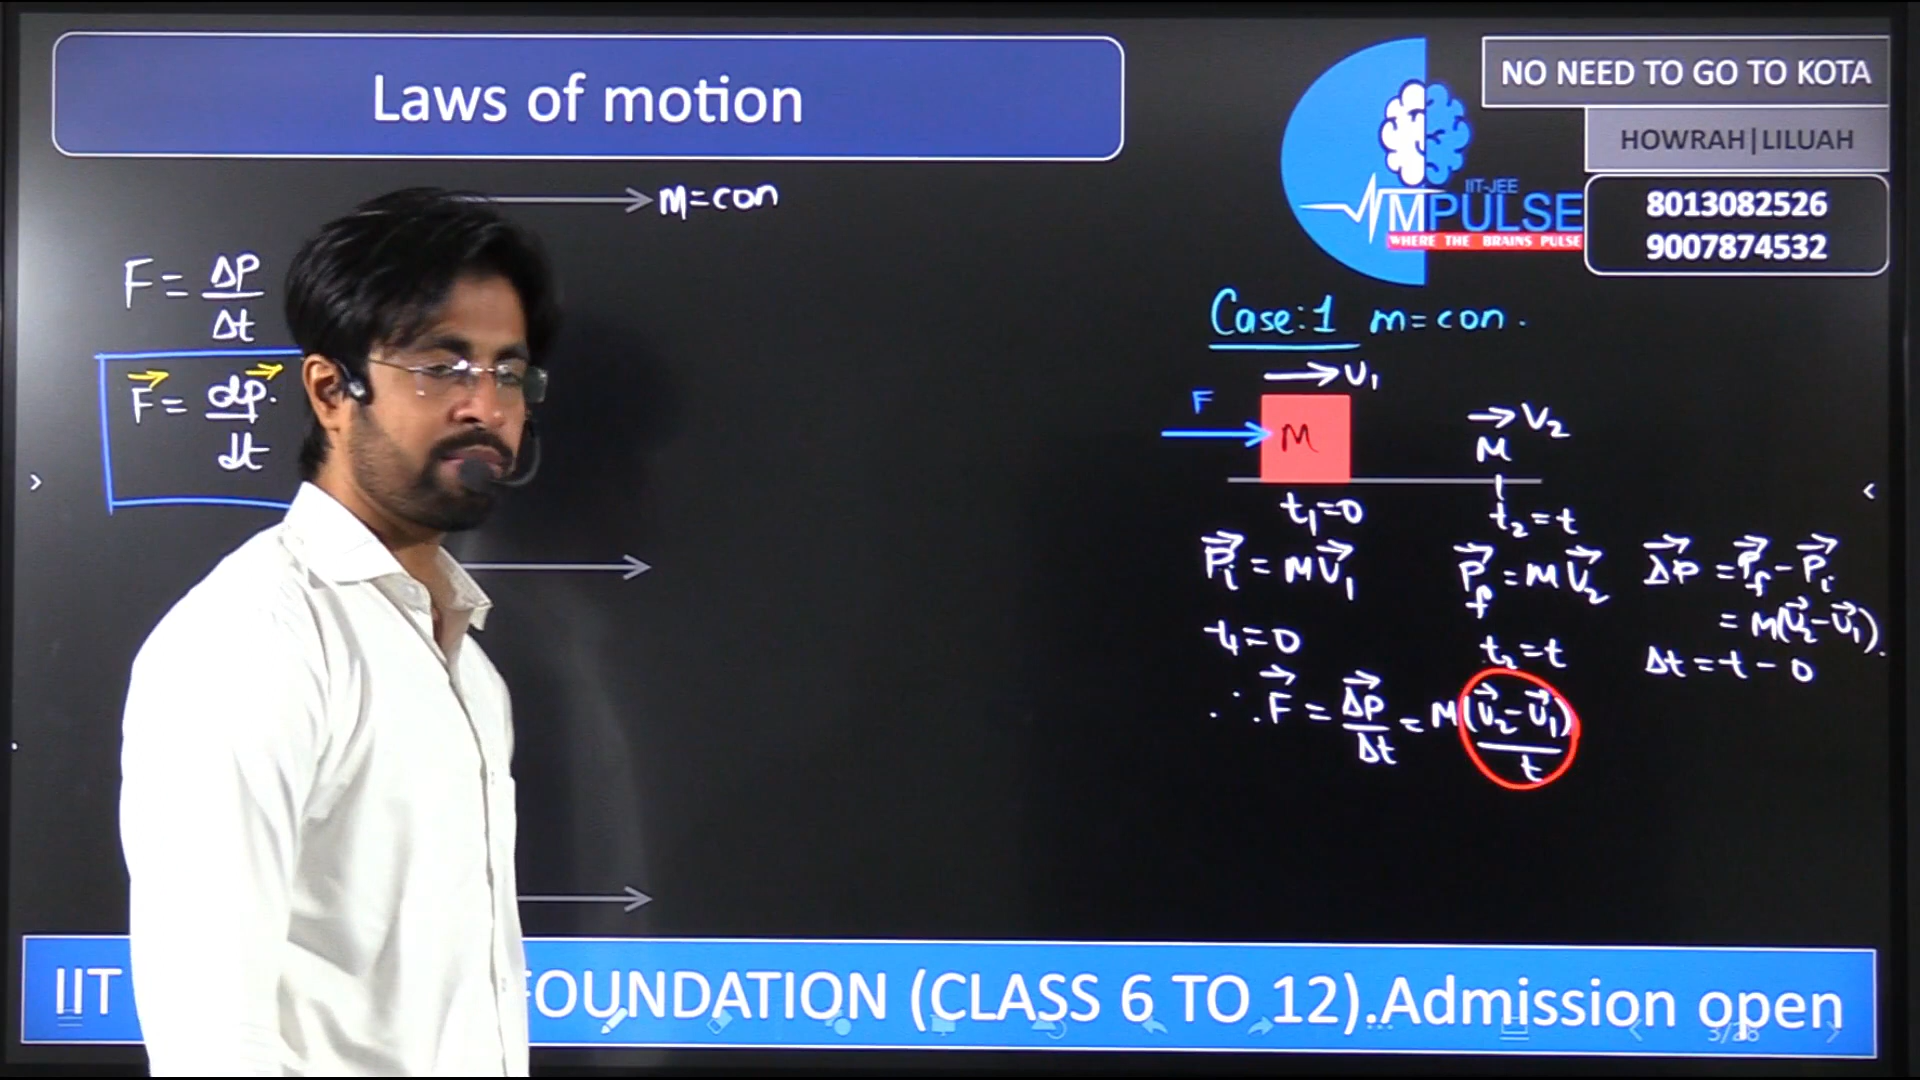 Laws of motion
NO NEED TO GO TO KOTA
HOWRAH|LILUAH
8013082526
9007874532
IIT-JEE
MPULSE
WHERE THE BRAINS PULSE
M=con
F = ΔP/Δt
F⃗ = dp⃗/dt
Case:1 m=con.
→ V₁
F
M
→ V₂
M
t₁=0
t₂=t
P⃗i = MV⃗₁
P⃗f = MV⃗₂
Δ⃗P = P⃗f - P⃗i
= M(V⃗₂-V⃗₁).
t₁=0
t₂=t
Δt = t - 0
∴ F⃗ = Δ⃗P/Δt = M(V⃗₂-V⃗₁)/t
IIT FOUNDATION (CLASS 6 TO 12).Admission open
3/28